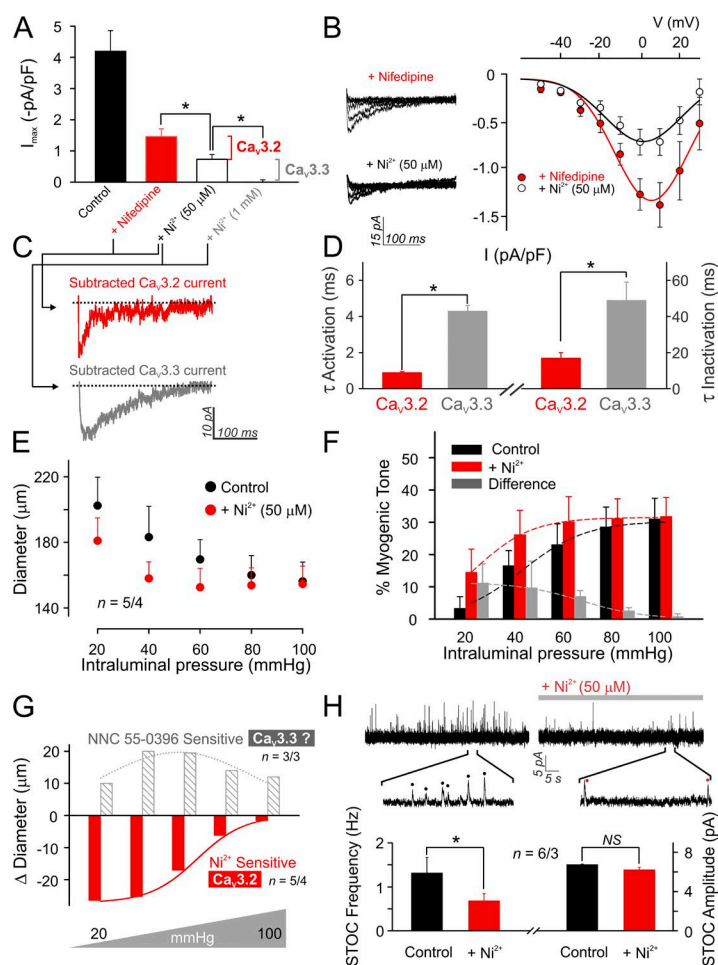 A
I max (-pA/pF)
5
4
3
2
1
0
*
*
Caᵥ3.2
Caᵥ3.3
Control
+ Nifedipine
+ Ni²⁺ (50 µM)
+ Ni²⁺ (1 mM)
B
+ Nifedipine
+ Ni²⁺ (50 µM)
15 pA
100 ms
V (mV)
-40 -20 0 20
0
-0.5
-1.0
-1.5
+ Nifedipine
+ Ni²⁺ (50 µM)
I (pA/pF)
C
Subtracted Caᵥ3.2 current
Subtracted Caᵥ3.3 current
10 pA
100 ms
D
τ Activation (ms)
6
4
2
0
*
*
60
40
20
0
τ Inactivation (ms)
Caᵥ3.2 Caᵥ3.3 Caᵥ3.2 Caᵥ3.3
E
Diameter (µm)
220
180
140
Control
+ Ni²⁺ (50 µM)
n = 5/4
20 40 60 80 100
Intraluminal pressure (mmHg)
F
% Myogenic Tone
50
40
30
20
10
0
Control
+ Ni²⁺
Difference
20 40 60 80 100
Intraluminal pressure (mmHg)
G
Δ Diameter (µm)
20
10
0
-10
-20
NNC 55-0396 Sensitive Caᵥ3.3 ?
n = 3/3
Ni²⁺ Sensitive
Caᵥ3.2
n = 5/4
20 mmHg 100
H
+ Ni²⁺ (50 µM)
5 pA
5 s
STOC Frequency (Hz)
2
1
0
*
n = 6/3
NS
8
4
0
STOC Amplitude (pA)
Control + Ni²⁺ Control + Ni²⁺